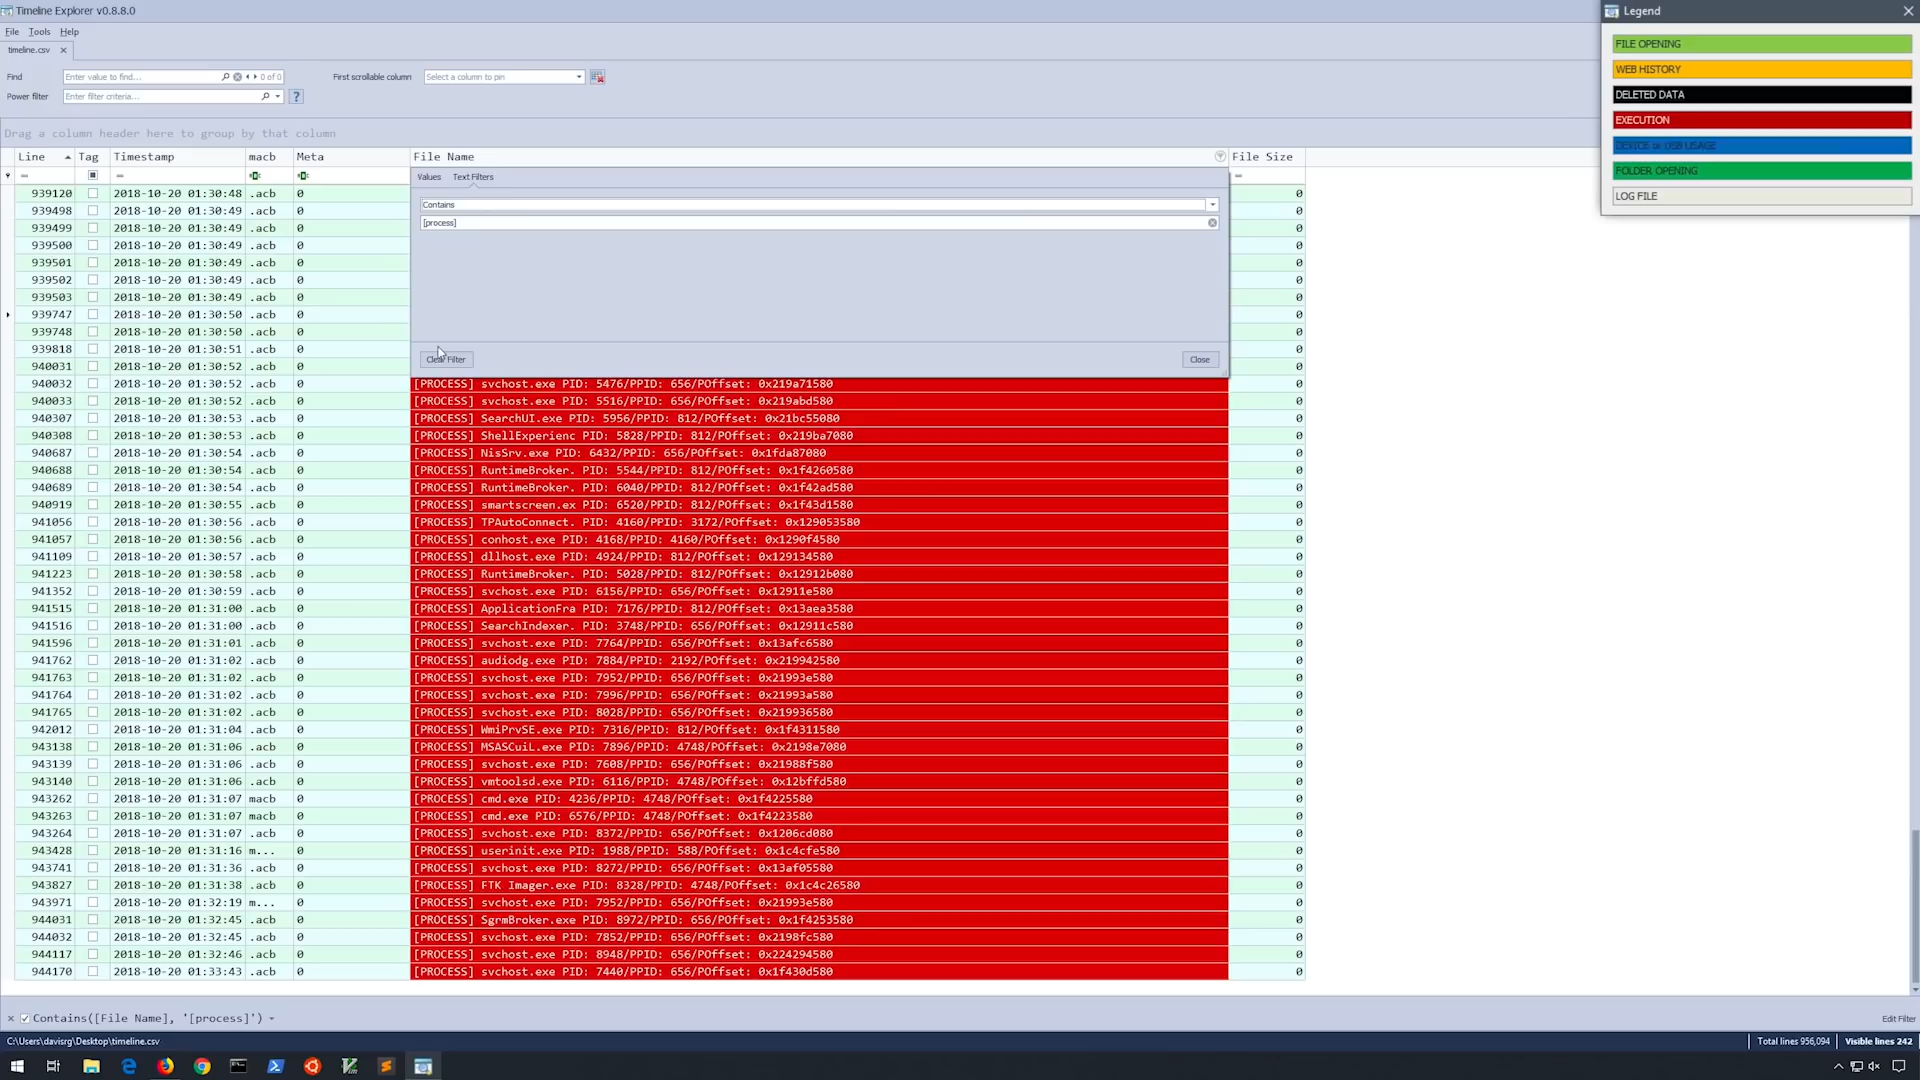 Timeline Explorer v0.8.8.0
File Tools Help
timeline.csv
Find Enter value to find... 0 of 0 First scrollable column Select a column to pin
Power filter Enter filter criteria... ?
Drag a column header here to group by that column
Line Tag Timestamp macb Meta File Name File Size
= = =
Values Text Filters
Contains
[process]
Clear Filter Close
939120 2018-10-20 01:30:48 .acb 0 0
939498 2018-10-20 01:30:49 .acb 0 0
939499 2018-10-20 01:30:49 .acb 0 0
939500 2018-10-20 01:30:49 .acb 0 0
939501 2018-10-20 01:30:49 .acb 0 0
939502 2018-10-20 01:30:49 .acb 0 0
939503 2018-10-20 01:30:49 .acb 0 0
939747 2018-10-20 01:30:50 .acb 0 0
939748 2018-10-20 01:30:50 .acb 0 0
939818 2018-10-20 01:30:51 .acb 0 0
940031 2018-10-20 01:30:52 .acb 0 0
940032 2018-10-20 01:30:52 .acb 0 [PROCESS] svchost.exe PID: 5476/PPID: 656/POffset: 0x219a71580 0
940033 2018-10-20 01:30:52 .acb 0 [PROCESS] svchost.exe PID: 5516/PPID: 656/POffset: 0x219abd580 0
940307 2018-10-20 01:30:53 .acb 0 [PROCESS] SearchUI.exe PID: 5956/PPID: 812/POffset: 0x21bc55080 0
940308 2018-10-20 01:30:53 .acb 0 [PROCESS] ShellExperienc PID: 5828/PPID: 812/POffset: 0x219ba7080 0
940687 2018-10-20 01:30:54 .acb 0 [PROCESS] NisSrv.exe PID: 6432/PPID: 656/POffset: 0x1fda87080 0
940688 2018-10-20 01:30:54 .acb 0 [PROCESS] RuntimeBroker. PID: 5544/PPID: 812/POffset: 0x1f4260580 0
940689 2018-10-20 01:30:54 .acb 0 [PROCESS] RuntimeBroker. PID: 6040/PPID: 812/POffset: 0x1f42ad580 0
940919 2018-10-20 01:30:55 .acb 0 [PROCESS] smartscreen.ex PID: 6520/PPID: 812/POffset: 0x1f43d1580 0
941056 2018-10-20 01:30:56 .acb 0 [PROCESS] TPAutoConnect. PID: 4160/PPID: 3172/POffset: 0x129053580 0
941057 2018-10-20 01:30:56 .acb 0 [PROCESS] conhost.exe PID: 4168/PPID: 4160/POffset: 0x1290f4580 0
941109 2018-10-20 01:30:57 .acb 0 [PROCESS] dllhost.exe PID: 4924/PPID: 812/POffset: 0x129134580 0
941223 2018-10-20 01:30:58 .acb 0 [PROCESS] RuntimeBroker. PID: 5028/PPID: 812/POffset: 0x12912b080 0
941352 2018-10-20 01:30:59 .acb 0 [PROCESS] svchost.exe PID: 6156/PPID: 656/POffset: 0x12911e580 0
941515 2018-10-20 01:31:00 .acb 0 [PROCESS] ApplicationFra PID: 7176/PPID: 812/POffset: 0x13aea3580 0
941516 2018-10-20 01:31:00 .acb 0 [PROCESS] SearchIndexer. PID: 3748/PPID: 656/POffset: 0x12911c580 0
941596 2018-10-20 01:31:01 .acb 0 [PROCESS] svchost.exe PID: 7764/PPID: 656/POffset: 0x13afc6580 0
941762 2018-10-20 01:31:02 .acb 0 [PROCESS] audiodg.exe PID: 7884/PPID: 2192/POffset: 0x219942580 0
941763 2018-10-20 01:31:02 .acb 0 [PROCESS] svchost.exe PID: 7952/PPID: 656/POffset: 0x21993e580 0
941764 2018-10-20 01:31:02 .acb 0 [PROCESS] svchost.exe PID: 7996/PPID: 656/POffset: 0x21993a580 0
941765 2018-10-20 01:31:02 .acb 0 [PROCESS] svchost.exe PID: 8028/PPID: 656/POffset: 0x219936580 0
942012 2018-10-20 01:31:04 .acb 0 [PROCESS] WmiPrvSE.exe PID: 7316/PPID: 812/POffset: 0x1f4311580 0
943138 2018-10-20 01:31:06 .acb 0 [PROCESS] MSASCuiL.exe PID: 7896/PPID: 4748/POffset: 0x2198e7080 0
943139 2018-10-20 01:31:06 .acb 0 [PROCESS] svchost.exe PID: 7608/PPID: 656/POffset: 0x21988f580 0
943140 2018-10-20 01:31:06 .acb 0 [PROCESS] vmtoolsd.exe PID: 6116/PPID: 4748/POffset: 0x12bffd580 0
943262 2018-10-20 01:31:07 macb 0 [PROCESS] cmd.exe PID: 4236/PPID: 4748/POffset: 0x1f4225580 0
943263 2018-10-20 01:31:07 macb 0 [PROCESS] cmd.exe PID: 6576/PPID: 4748/POffset: 0x1f4223580 0
943264 2018-10-20 01:31:07 .acb 0 [PROCESS] svchost.exe PID: 8372/PPID: 656/POffset: 0x1206cd080 0
943428 2018-10-20 01:31:16 m... 0 [PROCESS] userinit.exe PID: 1988/PPID: 588/POffset: 0x1c4cfe580 0
943741 2018-10-20 01:31:36 .acb 0 [PROCESS] svchost.exe PID: 8272/PPID: 656/POffset: 0x13af05580 0
943827 2018-10-20 01:31:38 .acb 0 [PROCESS] FTK Imager.exe PID: 8328/PPID: 4748/POffset: 0x1c4c26580 0
943971 2018-10-20 01:32:19 m... 0 [PROCESS] svchost.exe PID: 7952/PPID: 656/POffset: 0x21993e580 0
944031 2018-10-20 01:32:45 .acb 0 [PROCESS] SgrmBroker.exe PID: 8972/PPID: 656/POffset: 0x1f4253580 0
944032 2018-10-20 01:32:45 .acb 0 [PROCESS] svchost.exe PID: 7852/PPID: 656/POffset: 0x2198fc580 0
944117 2018-10-20 01:32:46 .acb 0 [PROCESS] svchost.exe PID: 8948/PPID: 656/POffset: 0x224294580 0
944170 2018-10-20 01:33:43 .acb 0 [PROCESS] svchost.exe PID: 7440/PPID: 656/POffset: 0x1f430d580 0
Contains([File Name], '[process]') Edit Filter
C:\Users\davisrg\Desktop\timeline.csv Total lines 956,094 Visible lines 242
Legend
FILE OPENING
WEB HISTORY
DELETED DATA
EXECUTION
DEVICE or USB USAGE
FOLDER OPENING
LOG FILE